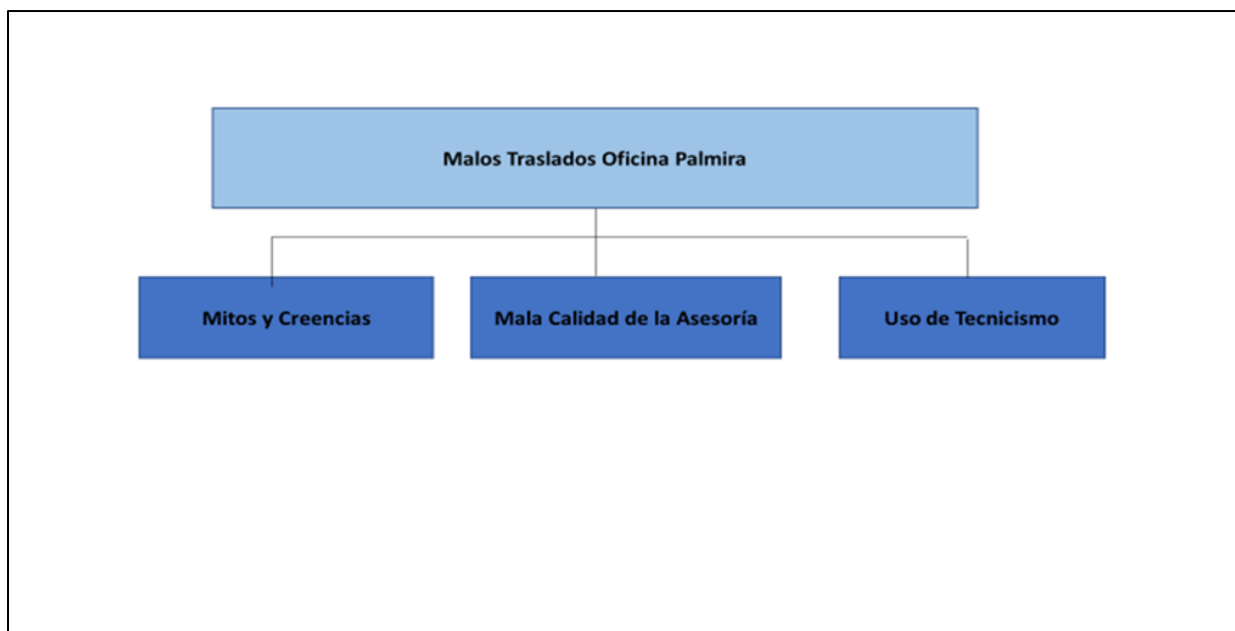 Malos Traslados Oficina Palmira
Mitos y Creencias
Mala Calidad de la Asesoría
Uso de Tecnicismo